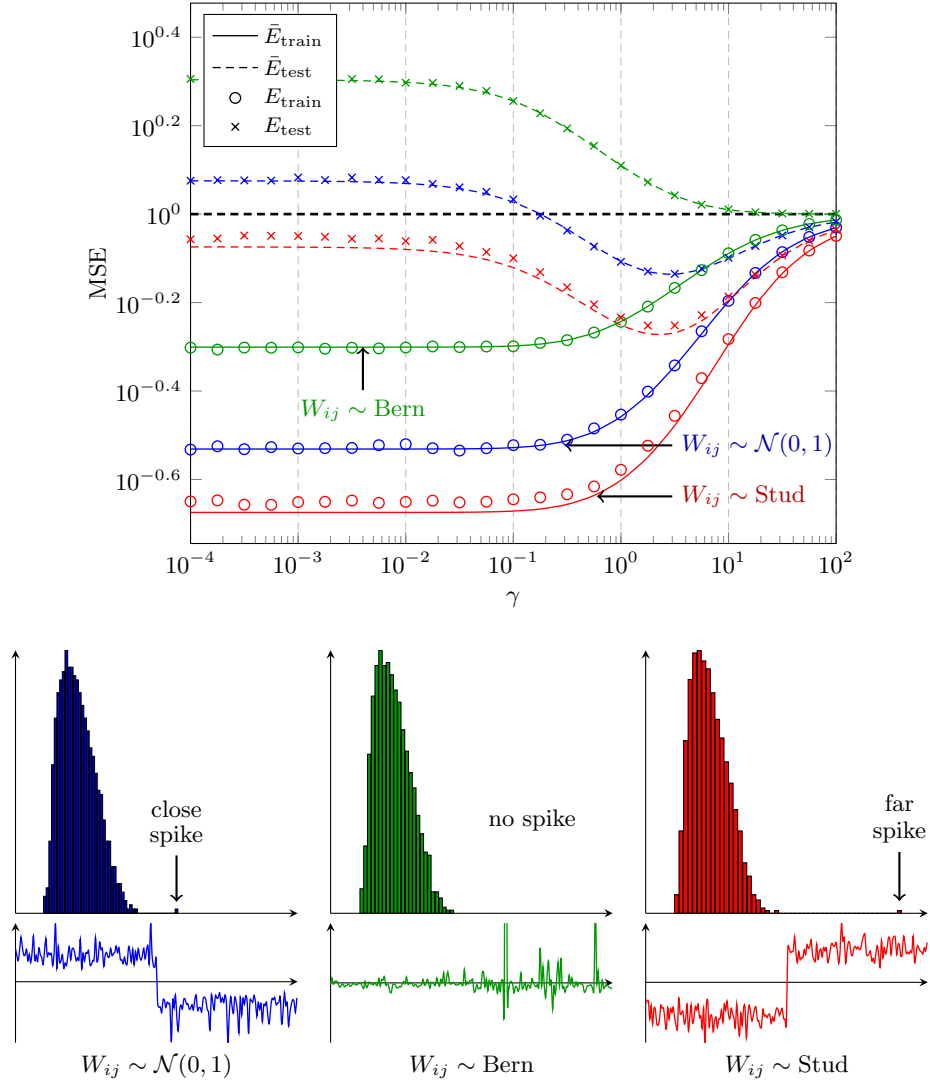 Ē_train
Ē_test
E_train
E_test
10^0.4
10^0.2
10^0
10^−0.2
10^−0.4
10^−0.6
MSE
W_ij ∼ Bern
W_ij ∼ 𝒩(0, 1)
W_ij ∼ Stud
10^−4 10^−3 10^−2 10^−1 10^0 10^1 10^2
γ
close
spike
no spike
far
spike
W_ij ∼ 𝒩(0, 1) W_ij ∼ Bern W_ij ∼ Stud